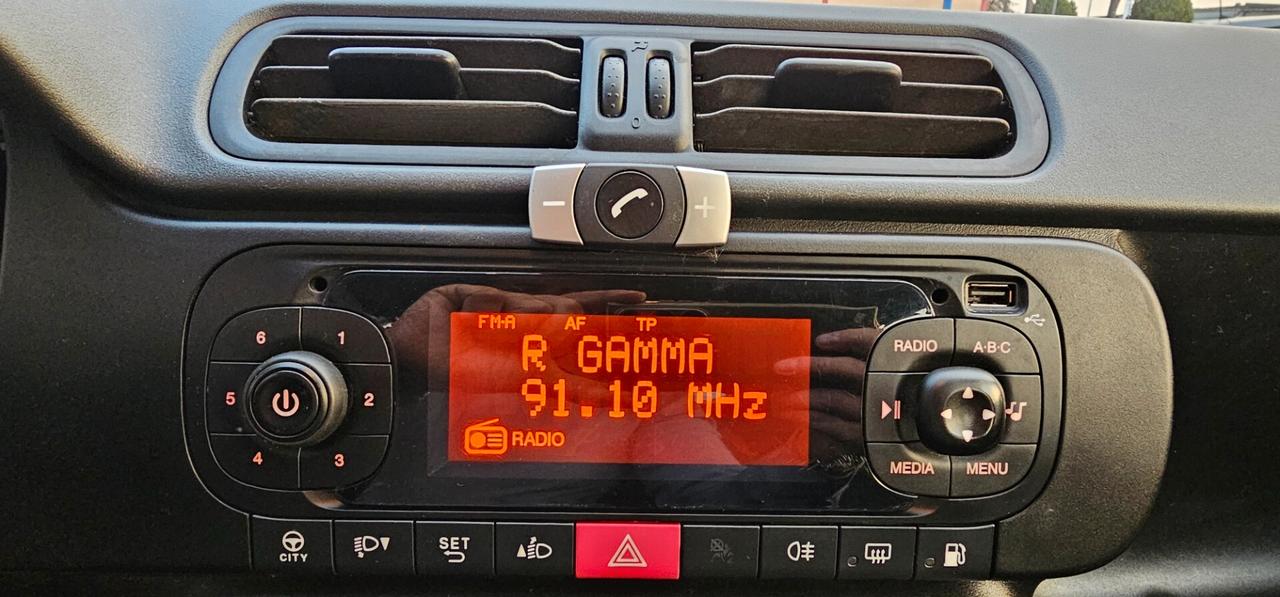 0
- +
FM-A AF TP
R GAMMA
91.10 MHz
RADIO
6 1
5 2
4 3
RADIO A·B·C
MEDIA MENU
CITY
SET